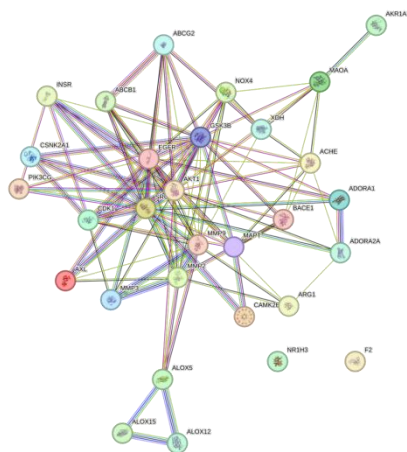 AKR1A
ABCG2
MAOA
INSR
ABCB1
NOX4
XDH
GSK3B
CSNK2A1
EGFR
ACHE
PIK3CG
AKT1
ADORA1
CDK1
BACE1
MMP9
MAPT
ADORA2A
AXL
MMP2
MMP3
CAMK2B
ARG1
NR1H3
F2
ALOX5
ALOX15
ALOX12